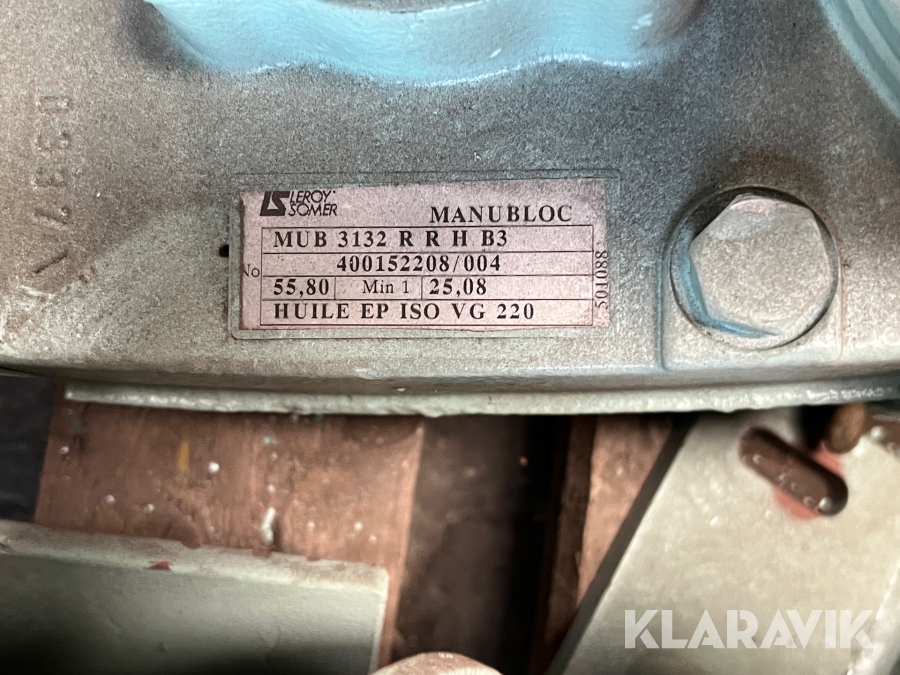 LEROY
SOMER
MANUBLOC
MUB 3132 R R H B3
No 400152208/004
55,80 Min 1 25,08
HUILE EP ISO VG 220
501088
KLARAVIK